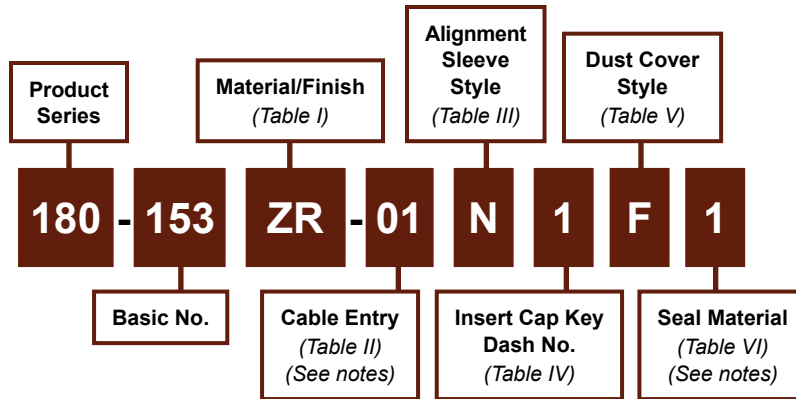 Product
Series
Material/Finish
(Table I)
Alignment
Sleeve
Style
(Table III)
Dust Cover
Style
(Table V)
180 - 153 ZR - 01 N 1 F 1
Basic No.
Cable Entry
(Table II)
(See notes)
Insert Cap Key
Dash No.
(Table IV)
Seal Material
(Table VI)
(See notes)